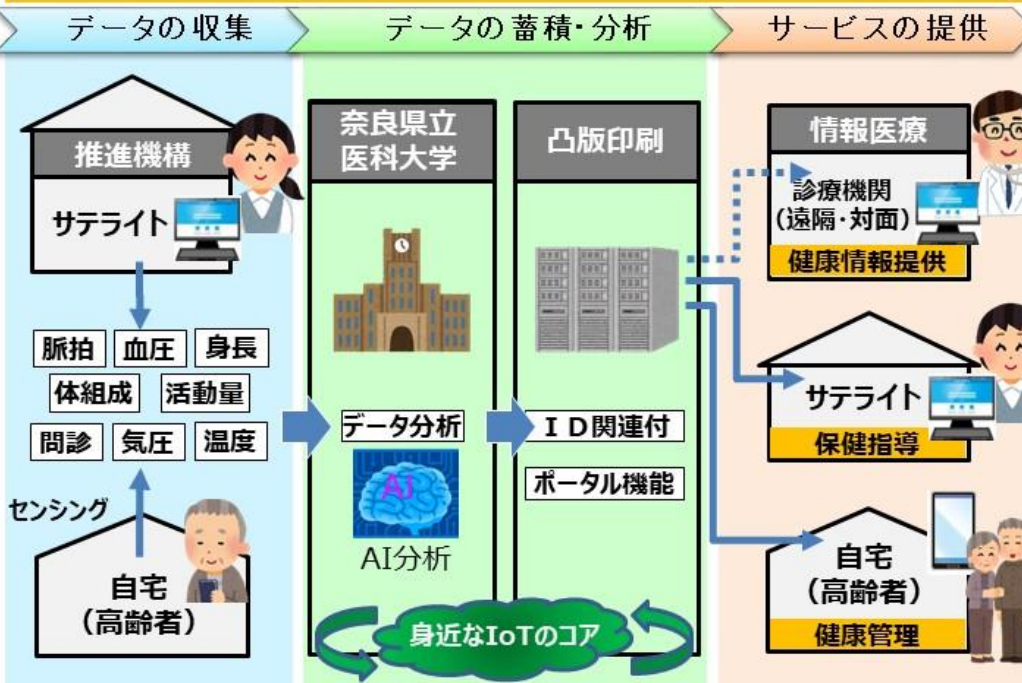 データの収集
データの蓄積・分析
サービスの提供
推進機構
サテライト
脈拍
血圧
身長
体組成
活動量
問診
気圧
温度
センシング
自宅
（高齢者）
奈良県立
医科大学
データ分析
AI
AI分析
凸版印刷
ＩＤ関連付
ポータル機能
身近なIoTのコア
情報医療
診療機関
（遠隔・対面）
健康情報提供
サテライト
保健指導
自宅
（高齢者）
健康管理